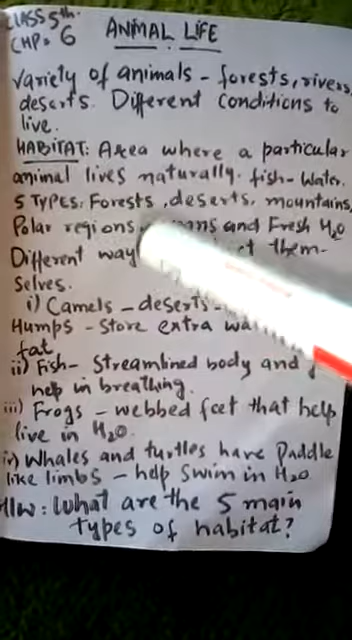 CLASS 5th.
CHP. 6 ANIMAL LIFE
Variety of animals - forests, rivers,
deserts. Different conditions to
live.
HABITAT: Area where a particular
animal lives naturally. fish - Water.
5 TYPES: Forests, deserts, mountains,
Polar regions, and Fresh H2O
Different way them-
Selves.
i) Camels - deserts -
Humps - Store extra
fat
ii) Fish - Streamlined body and
help in breathing.
iii) Frogs - webbed feet that help
live in H2O.
iv) Whales and turtles have Paddle
like limbs - help Swim in H2O
H/w: What are the 5 main
types of habitat?